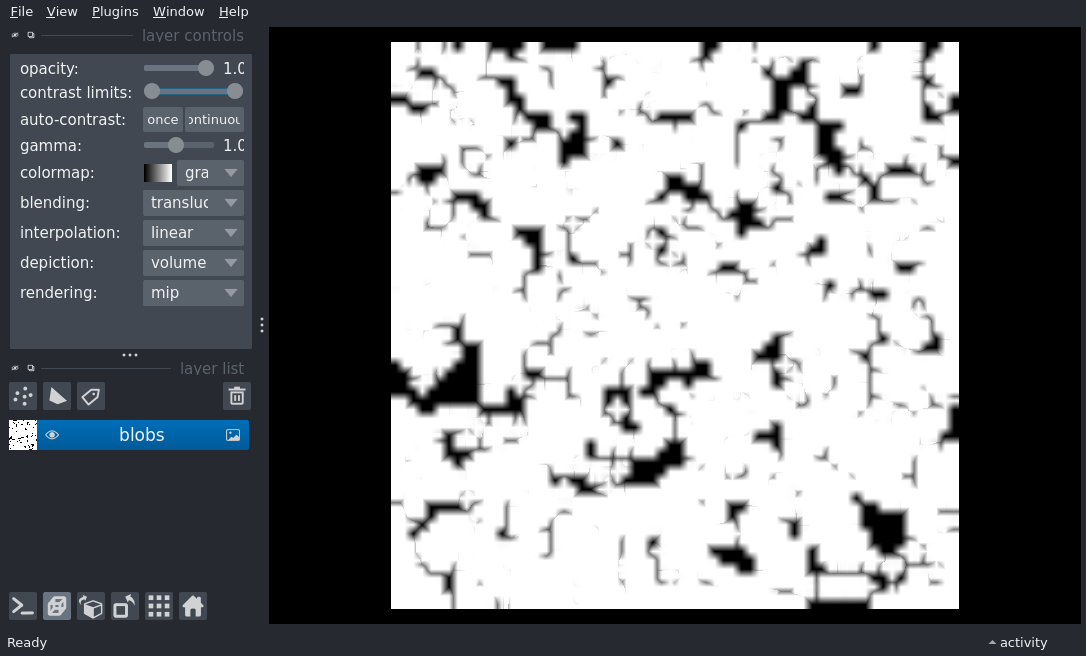 File View Plugins Window Help
layer controls
opacity: 1.0
contrast limits:
auto-contrast: once ontinuou
gamma: 1.0
colormap: gra
blending: transluc
interpolation: linear
depiction: volume
rendering: mip
layer list
blobs
Ready
activity